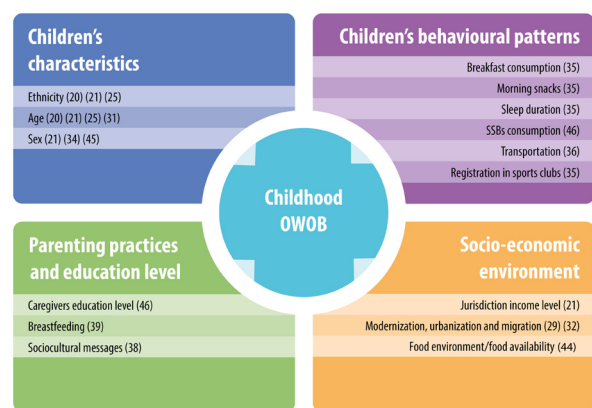 Children's
characteristics
Ethnicity (20) (21) (25)
Age (20) (21) (25) (31)
Sex (21) (34) (45)
Children's behavioural patterns
Breakfast consumption (35)
Morning snacks (35)
Sleep duration (35)
SSBs consumption (46)
Transportation (36)
Registration in sports clubs (35)
Childhood
OWOB
Parenting practices
and education level
Caregivers education level (46)
Breastfeeding (39)
Sociocultural messages (38)
Socio-economic
environment
Jurisdiction income level (21)
Modernization, urbanization and migration (29) (32)
Food environment/food availability (44)